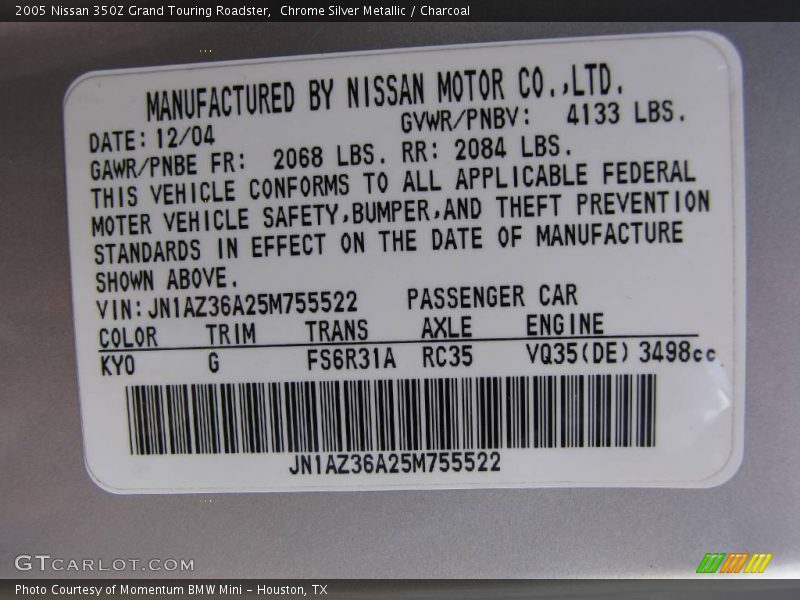 2005 Nissan 350Z Grand Touring Roadster,  Chrome Silver Metallic / Charcoal
MANUFACTURED BY NISSAN MOTOR CO.,LTD.
DATE: 12/04 GVWR/PNBV: 4133 LBS.
GAWR/PNBE FR: 2068 LBS. RR: 2084 LBS.
THIS VEHICLE CONFORMS TO ALL APPLICABLE FEDERAL
MOTER VEHICLE SAFETY,BUMPER,AND THEFT PREVENTION
STANDARDS IN EFFECT ON THE DATE OF MANUFACTURE
SHOWN ABOVE.
VIN:JN1AZ36A25M755522 PASSENGER CAR
COLOR TRIM TRANS AXLE ENGINE
KY0 G FS6R31A RC35 VQ35(DE) 3498cc
JN1AZ36A25M755522
GTCARLOT.COM
Photo Courtesy of Momentum BMW Mini - Houston, TX